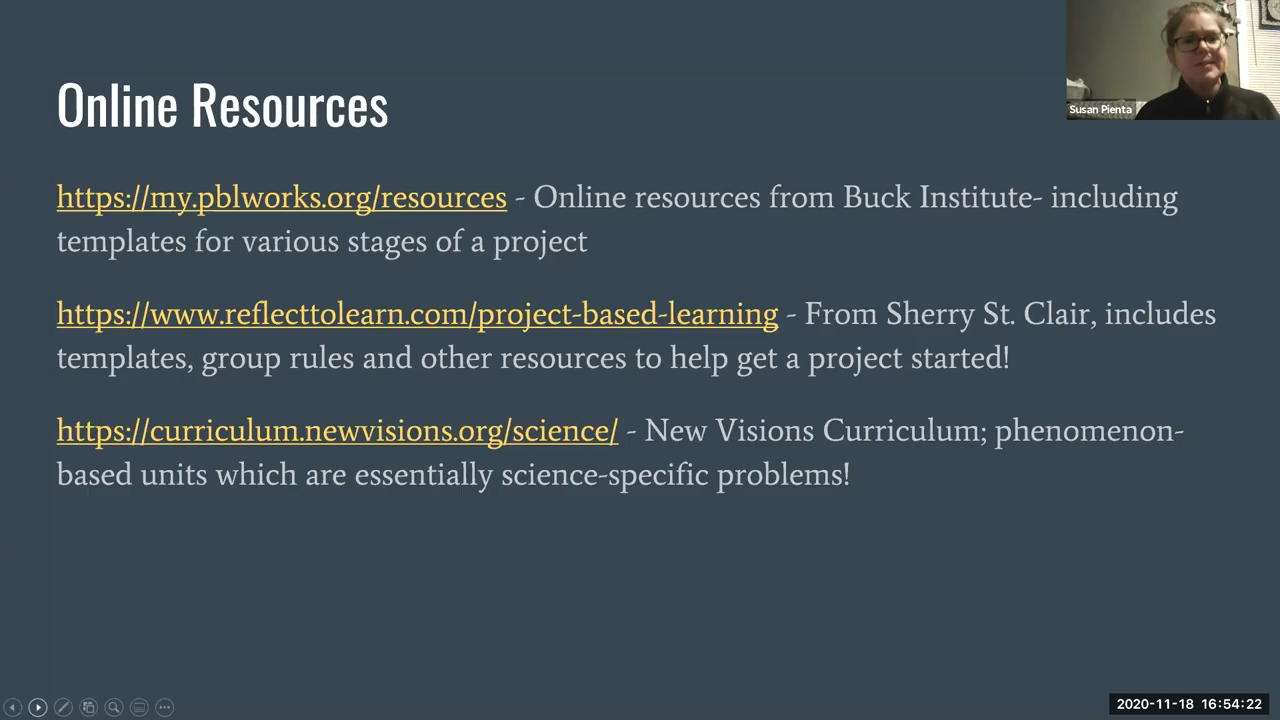 Online Resources
Susan Pienta
https://my.pblworks.org/resources - Online resources from Buck Institute- including
templates for various stages of a project
https://www.reflecttolearn.com/project-based-learning - From Sherry St. Clair, includes
templates, group rules and other resources to help get a project started!
https://curriculum.newvisions.org/science/ - New Visions Curriculum; phenomenon-
based units which are essentially science-specific problems!
2020-11-18 16:54:22